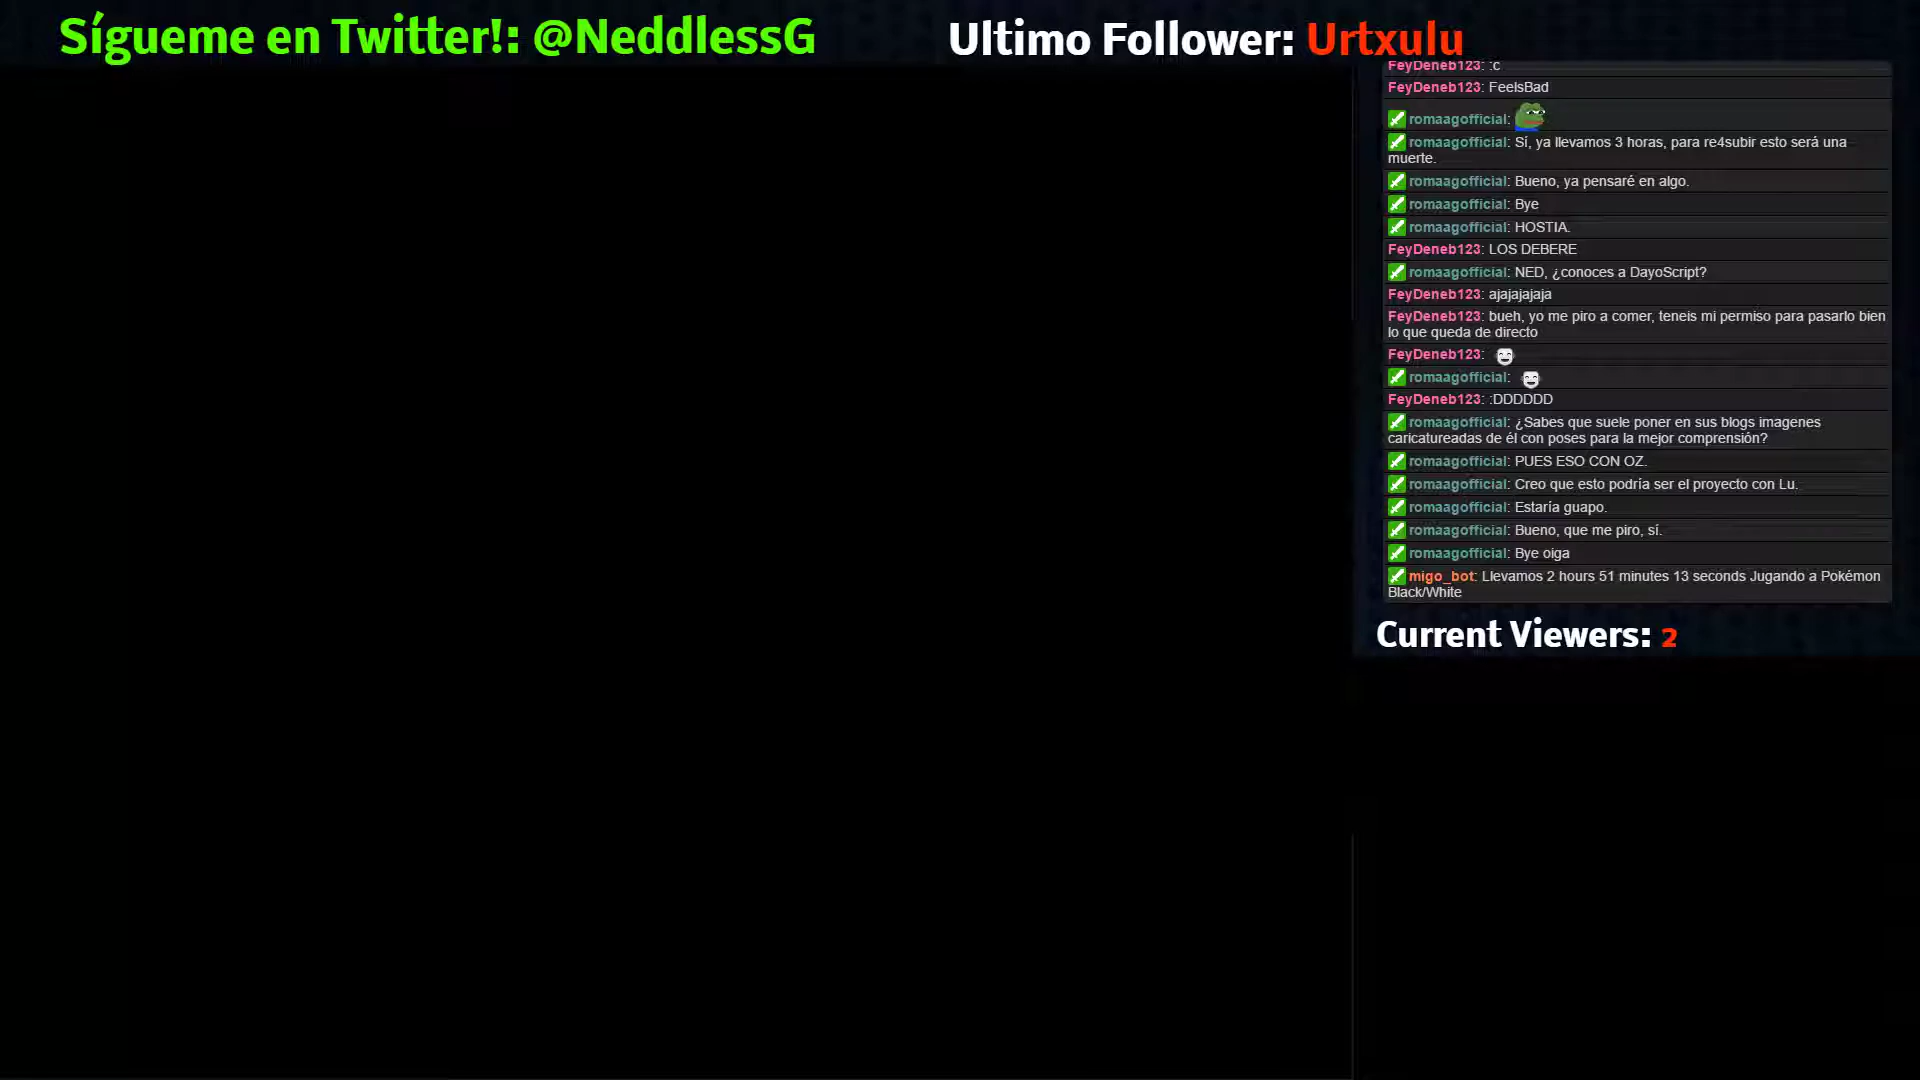 Sígueme en Twitter!: @NeddlessG
Ultimo Follower: Urtxulu
FeyDeneb123: :c
FeyDeneb123: FeelsBad
romaagofficial:
romaagofficial: Sí, ya llevamos 3 horas, para re4subir esto será una
muerte.
romaagofficial: Bueno, ya pensaré en algo.
romaagofficial: Bye
romaagofficial: HOSTIA.
FeyDeneb123: LOS DEBERE
romaagofficial: NED, ¿conoces a DayoScript?
FeyDeneb123: ajajajajaja
FeyDeneb123: bueh, yo me piro a comer, teneis mi permiso para pasarlo bien
lo que queda de directo
FeyDeneb123:
romaagofficial:
FeyDeneb123: :DDDDDD
romaagofficial: ¿Sabes que suele poner en sus blogs imagenes
caricatureadas de él con poses para la mejor comprensión?
romaagofficial: PUES ESO CON OZ.
romaagofficial: Creo que esto podría ser el proyecto con Lu.
romaagofficial: Estaría guapo.
romaagofficial: Bueno, que me piro, sí.
romaagofficial: Bye oiga
migo_bot: Llevamos 2 hours 51 minutes 13 seconds Jugando a Pokémon
Black/White
Current Viewers: 2